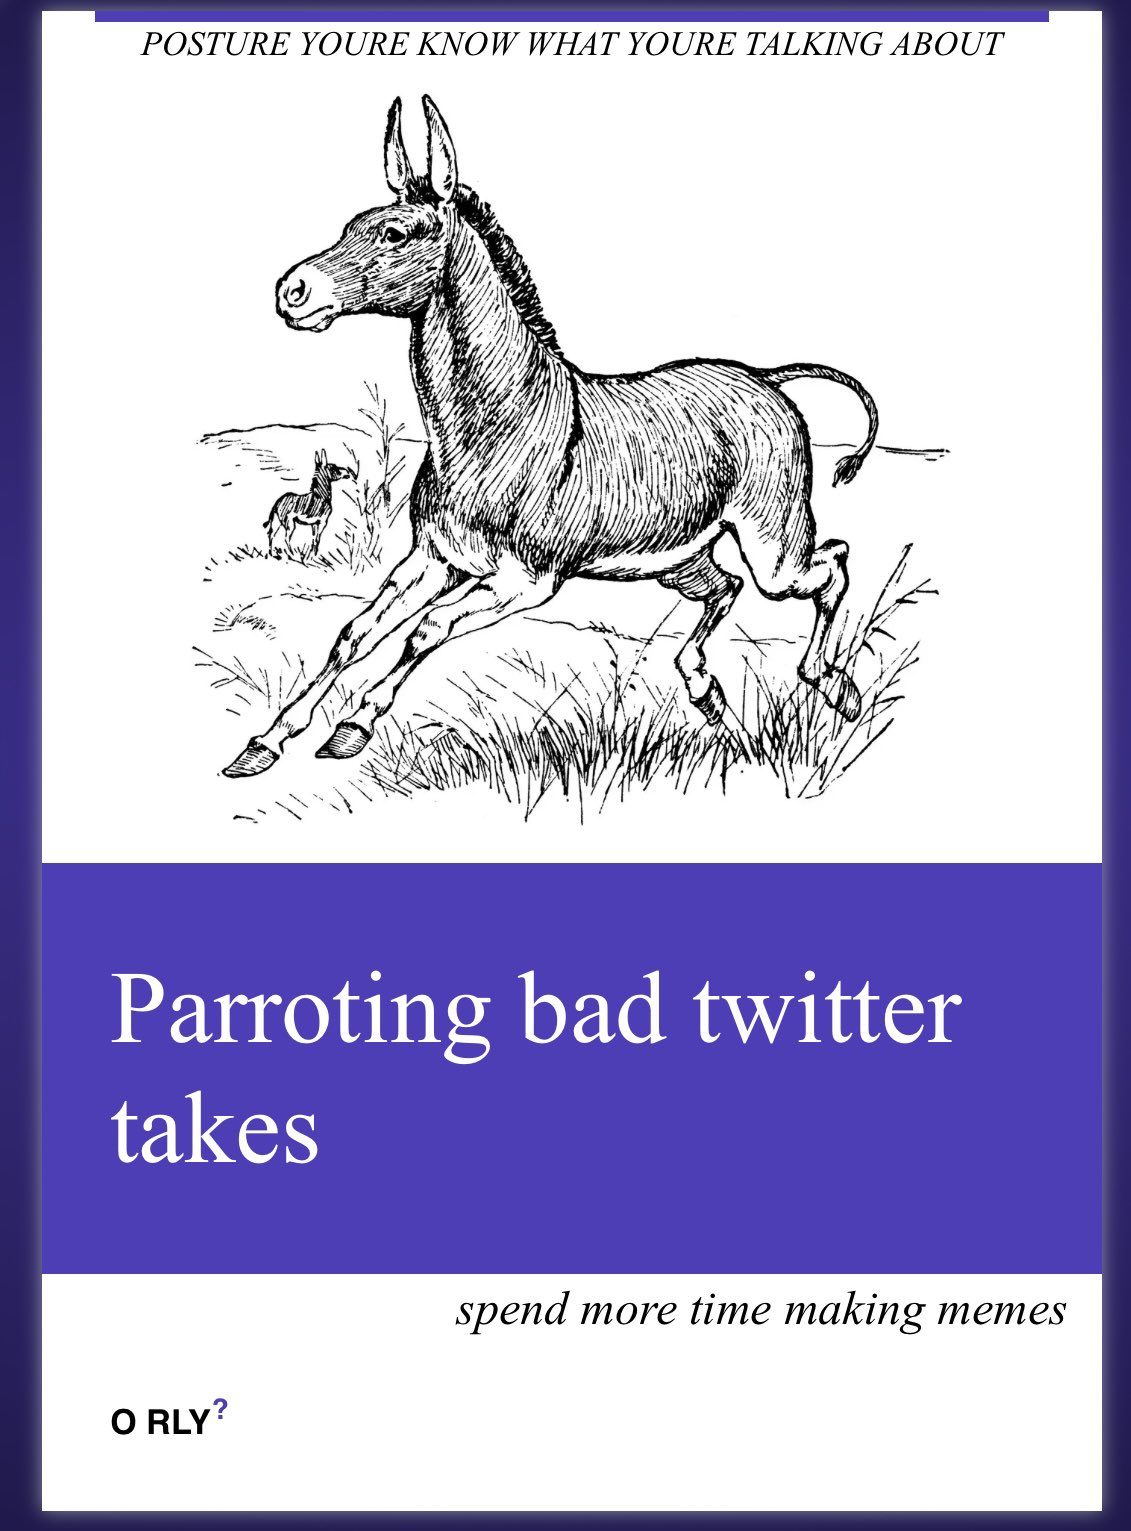 POSTURE YOURE KNOW WHAT YOURE TALKING ABOUT
Parroting bad twitter
takes
spend more time making memes
O RLY?